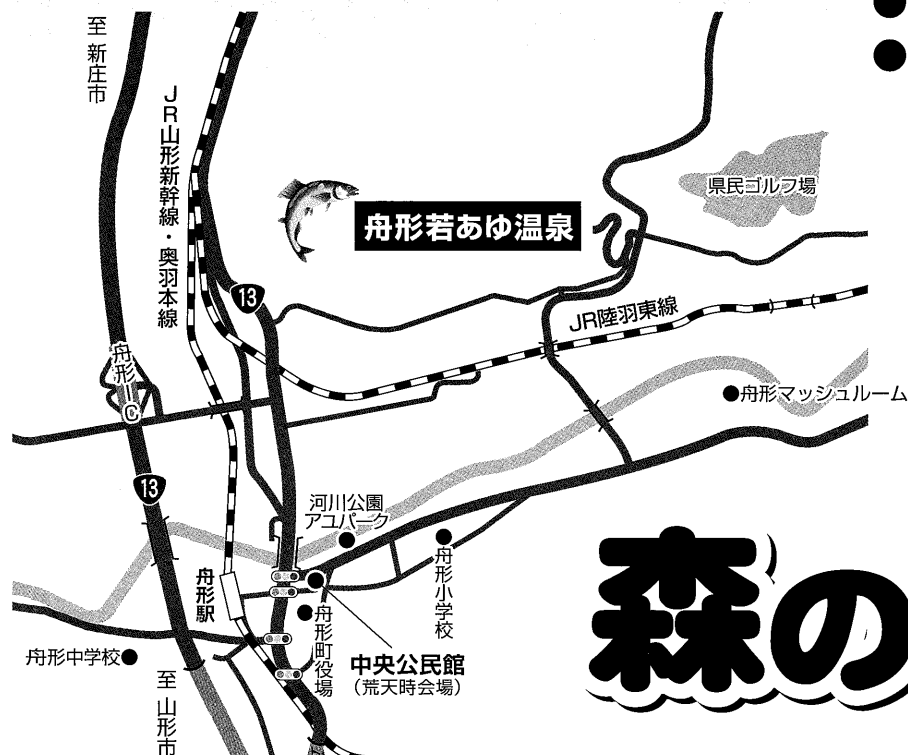 至 新庄市
JR山形新幹線・奥羽本線
県民ゴルフ場
舟形若あゆ温泉
13
JR陸羽東線
舟形
IC
舟形マッシュルーム
13
河川公園
アユパーク
舟形小学校
舟形駅
舟形町役場
舟形中学校
中央公民館
(荒天時会場)
至 山形市
森の